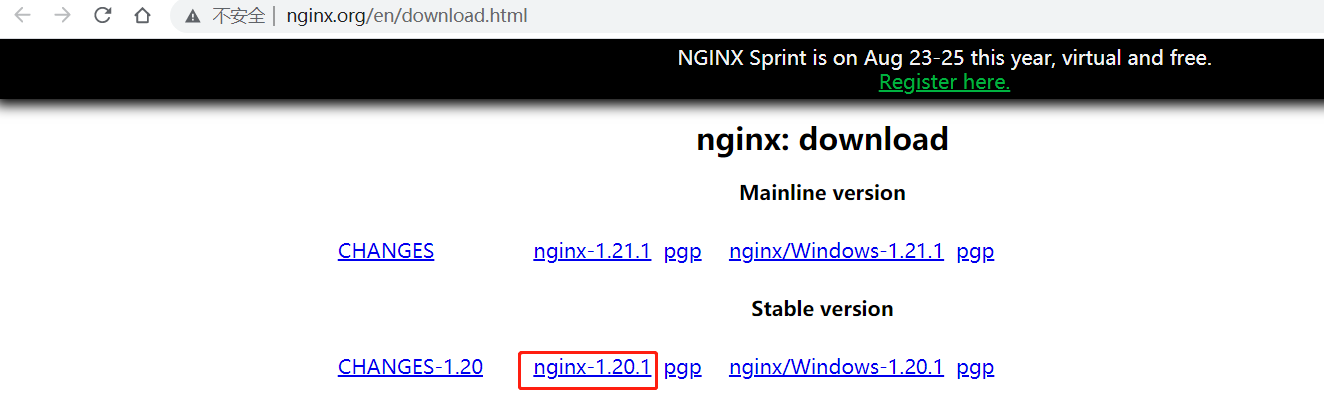 不安全 | nginx.org/en/download.html
NGINX Sprint is on Aug 23-25 this year, virtual and free.
Register here.
nginx: download
Mainline version
CHANGES nginx-1.21.1 pgp nginx/Windows-1.21.1 pgp
Stable version
CHANGES-1.20 nginx-1.20.1 pgp nginx/Windows-1.20.1 pgp